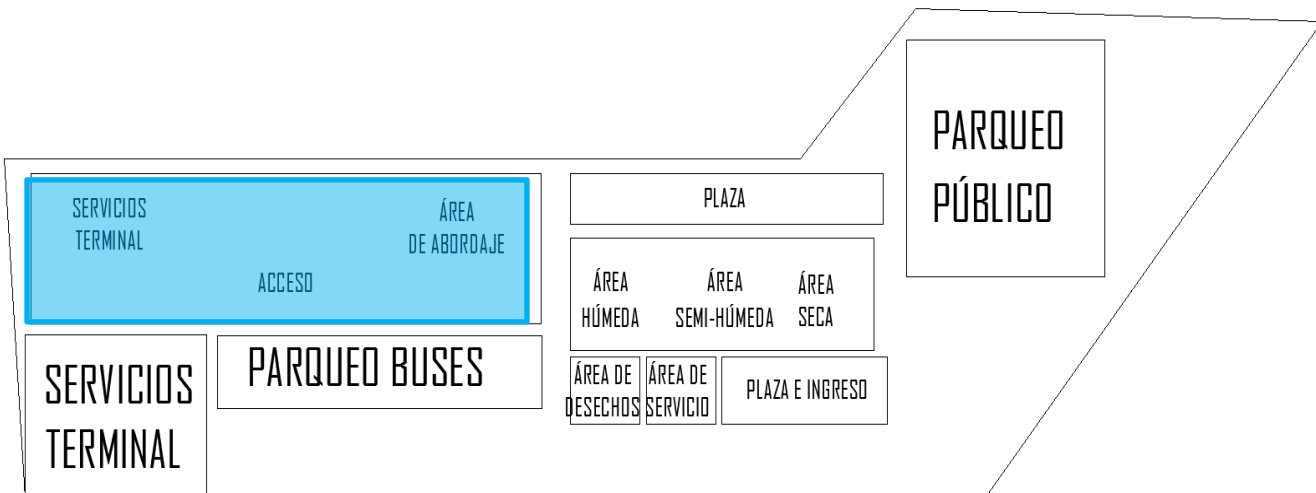 SERVICIOS
TERMINAL
ÁREA
DE ABORDAJE
ACCESO
PLAZA
PARQUEO
PÚBLICO
ÁREA
HÚMEDA
ÁREA
SEMI-HÚMEDA
ÁREA
SECA
SERVICIOS
TERMINAL
PARQUEO BUSES
ÁREA DE
DESECHOS
ÁREA DE
SERVICIO
PLAZA E INGRESO